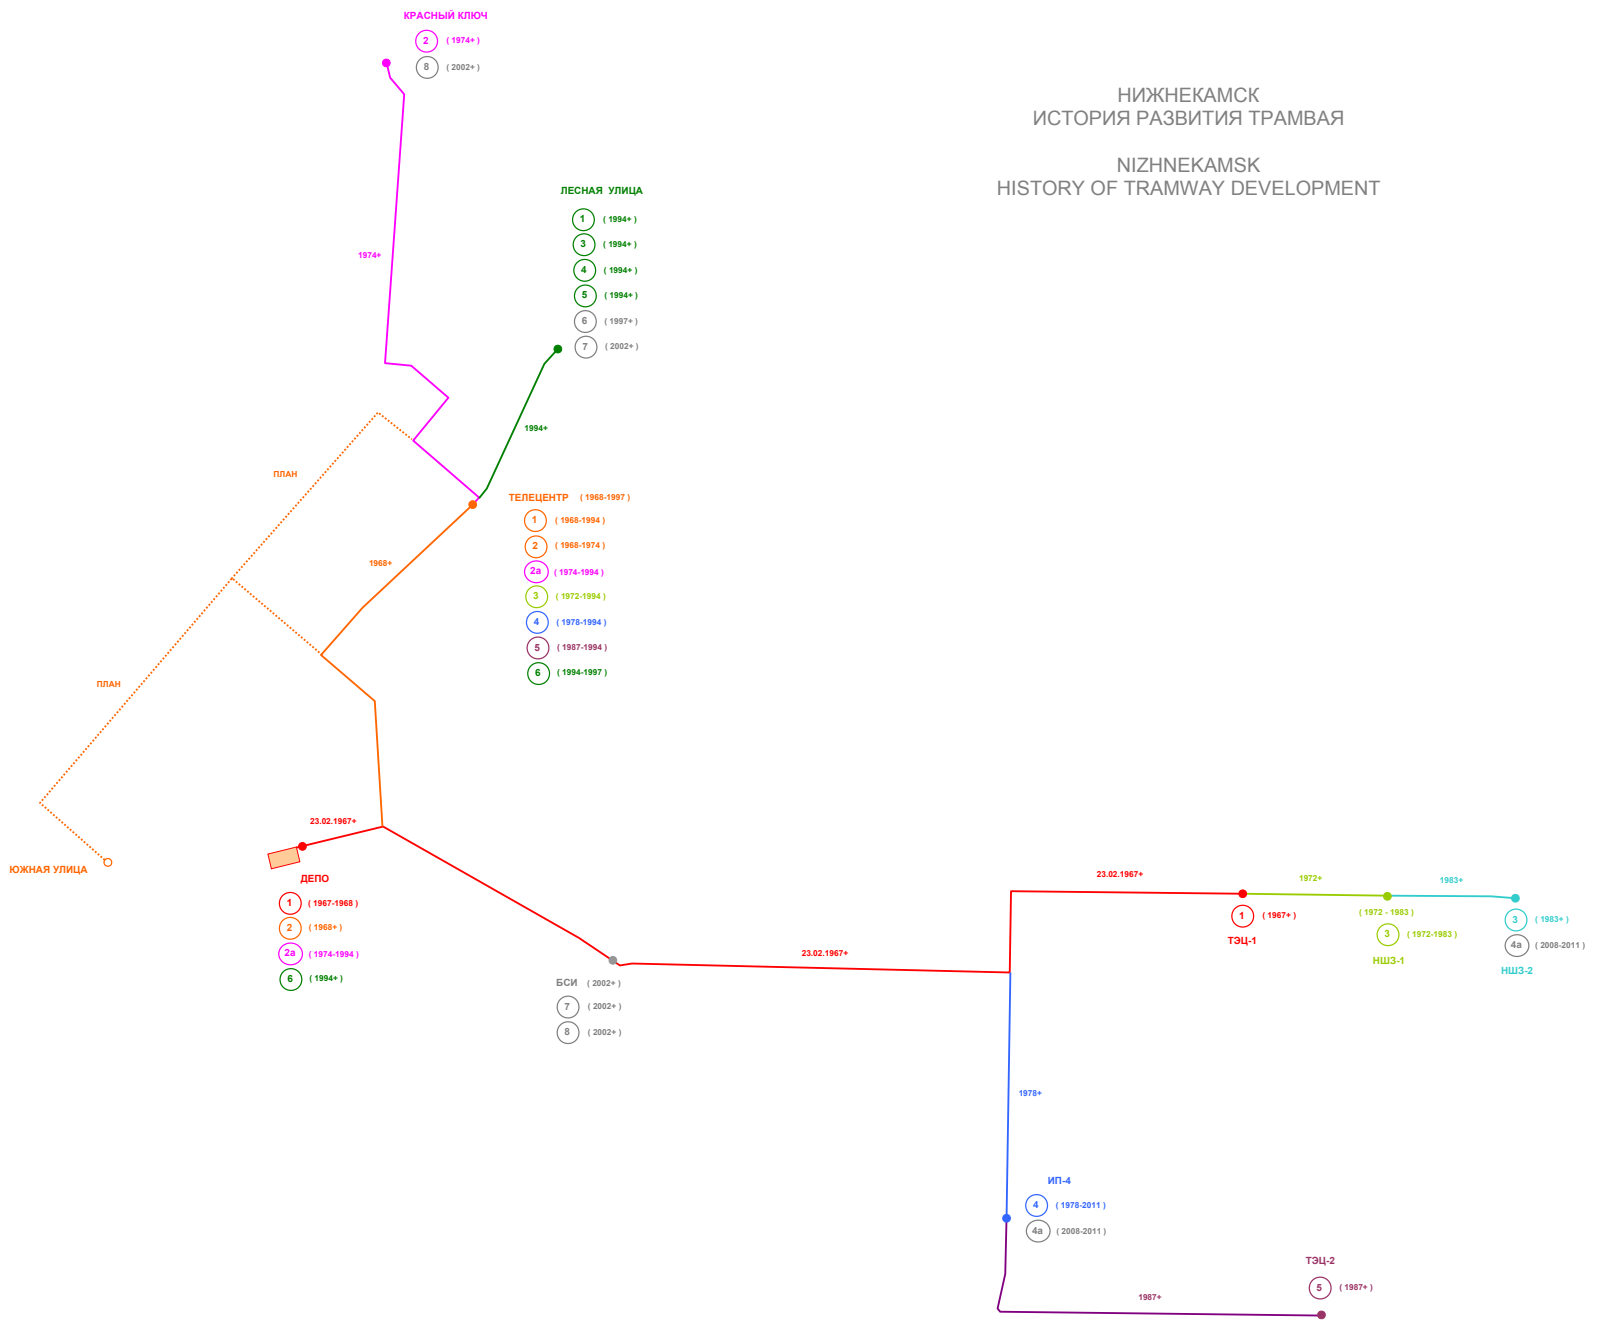 КРАСНЫЙ КЛЮЧ
2 ( 1974+ )
8 ( 2002+ )
НИЖНЕКАМСК
ИСТОРИЯ РАЗВИТИЯ ТРАМВАЯ
NIZHNEKAMSK
HISTORY OF TRAMWAY DEVELOPMENT
ЛЕСНАЯ УЛИЦА
1 ( 1994+ )
3 ( 1994+ )
4 ( 1994+ )
5 ( 1994+ )
6 ( 1997+ )
7 ( 2002+ )
1974+
1994+
ПЛАН
ТЕЛЕЦЕНТР ( 1968-1997 )
1 ( 1968-1994 )
2 ( 1968-1974 )
2а ( 1974-1994 )
3 ( 1972-1994 )
4 ( 1978-1994 )
5 ( 1987-1994 )
6 ( 1994-1997 )
1968+
ПЛАН
ЮЖНАЯ УЛИЦА
23.02.1967+
ДЕПО
1 ( 1967-1968 )
2 ( 1968+ )
2а ( 1974-1994 )
6 ( 1994+ )
БСИ ( 2002+ )
7 ( 2002+ )
8 ( 2002+ )
23.02.1967+
23.02.1967+
1 ( 1967+ )
ТЭЦ-1
1972+
( 1972 - 1983 )
3 ( 1972-1983 )
НШЗ-1
1983+
3 ( 1983+ )
4а ( 2008-2011 )
НШЗ-2
1978+
ИП-4
4 ( 1978-2011 )
4а ( 2008-2011 )
ТЭЦ-2
5 ( 1987+ )
1987+